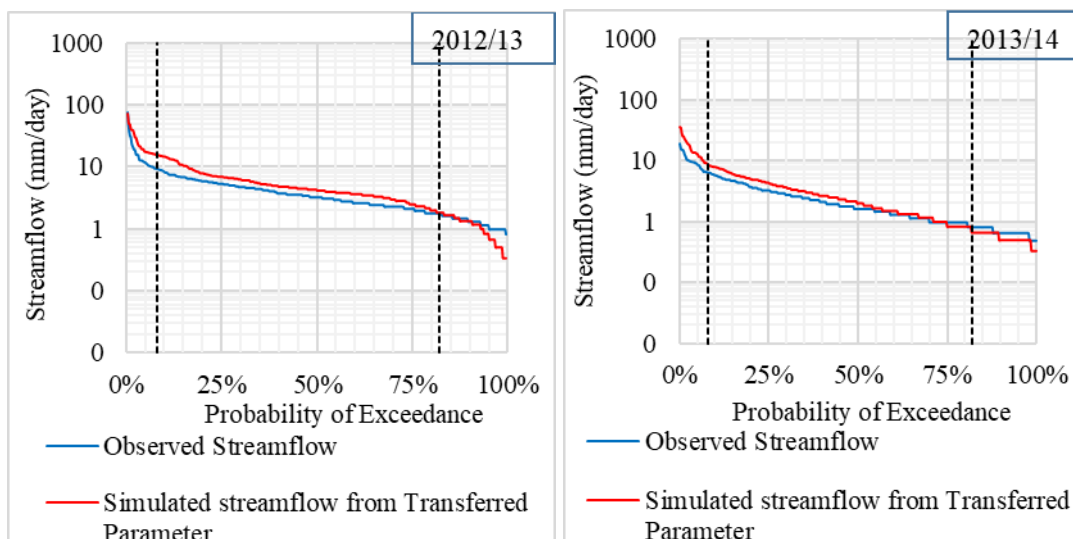 2012/13
1000
100
10
1
0
0
Streamflow (mm/day)
0% 25% 50% 75% 100%
Probability of Exceedance
Observed Streamflow
Simulated streamflow from Transferred
Parameter
2013/14
1000
100
10
1
0
0
Streamflow (mm/day)
0% 25% 50% 75% 100%
Probability of Exceedance
Observed Streamflow
Simulated streamflow from Transferred
Parameter